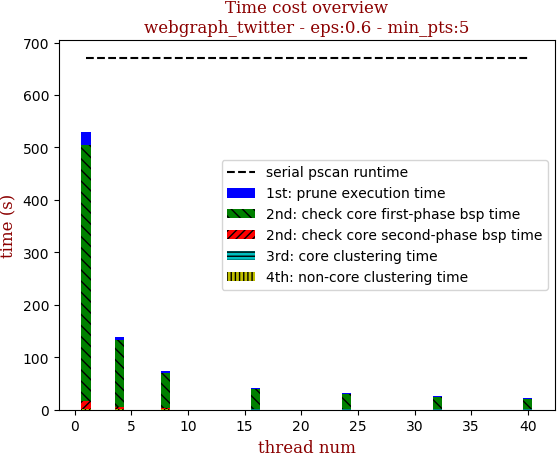 Time cost overview
webgraph_twitter - eps:0.6 - min_pts:5
700
600
500
400
300
200
100
0
time (s)
serial pscan runtime
1st: prune execution time
2nd: check core first-phase bsp time
2nd: check core second-phase bsp time
3rd: core clustering time
4th: non-core clustering time
0 5 10 15 20 25 30 35 40
thread num